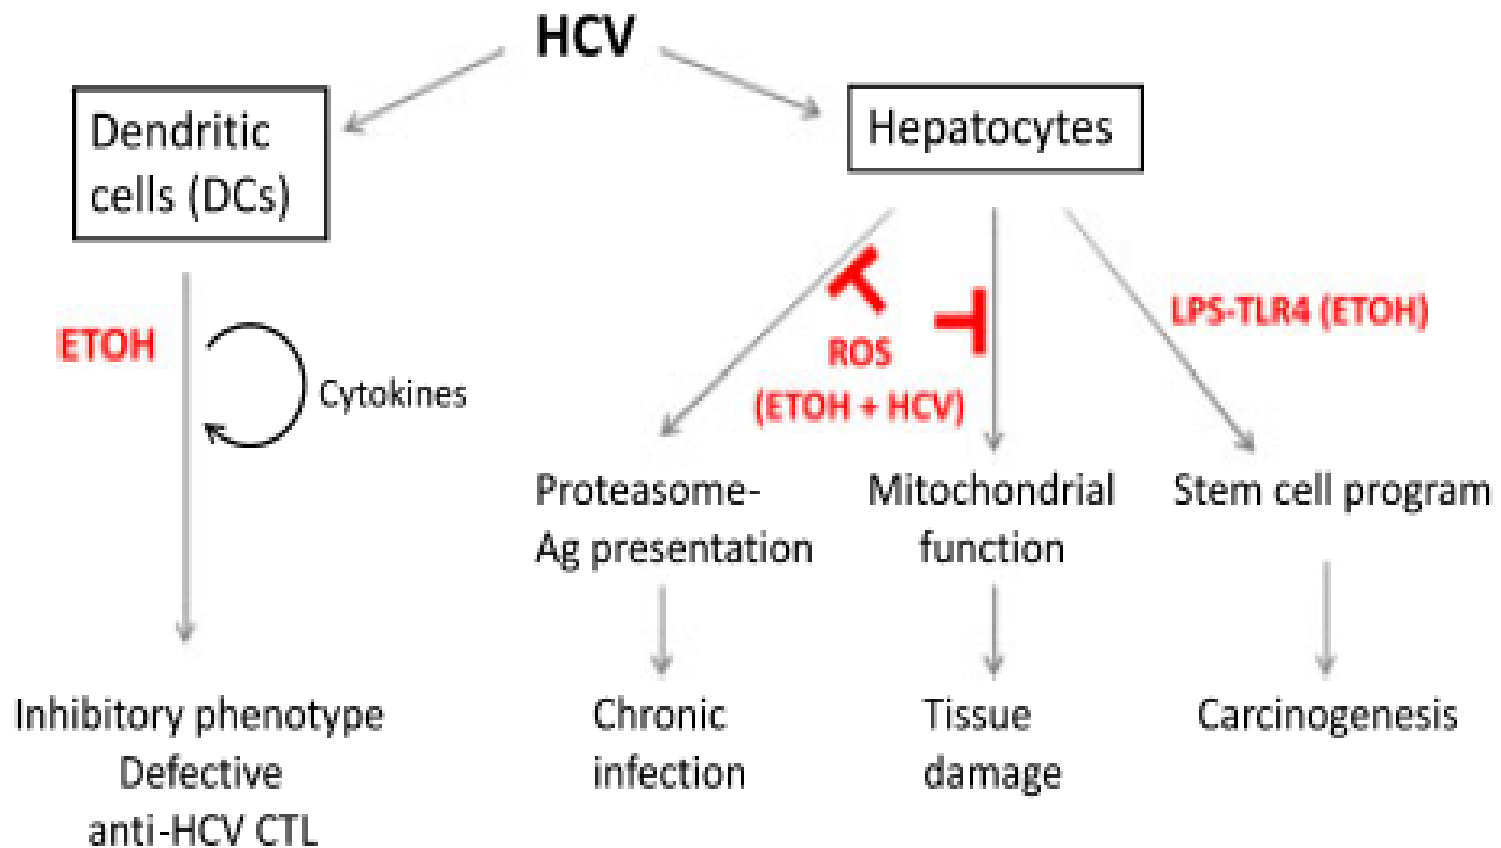 HCV
Dendritic
cells (DCs)
Hepatocytes
ETOH
Cytokines
ROS
(ETOH + HCV)
LPS-TLR4 (ETOH)
Inhibitory phenotype
Defective
anti-HCV CTL
Proteasome-
Ag presentation
Chronic
infection
Mitochondrial
function
Tissue
damage
Stem cell program
Carcinogenesis